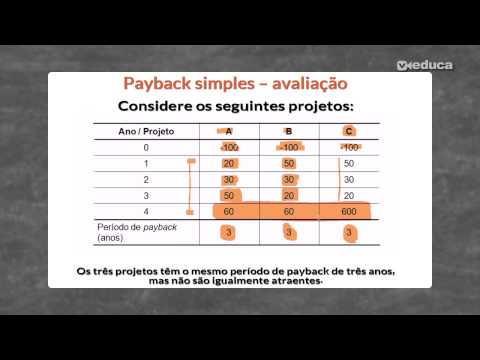 veduca
Payback simples – avaliação
Considere os seguintes projetos:
Ano / Projeto A B C
0 -100 -100 -100
1 20 50 50
2 30 30 30
3 50 20 20
4 60 60 600
Período de payback (anos) 3 3 3
Os três projetos têm o mesmo período de payback de três anos,
mas não são igualmente atraentes.